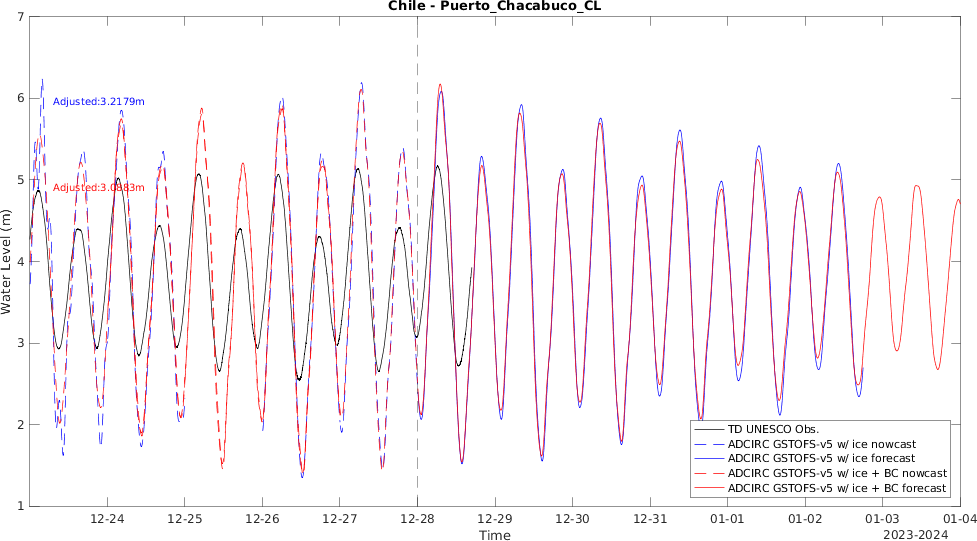 Chile - Puerto_Chacabuco_CL
7
6
5
4
3
2
1
Water Level (m)
Adjusted:3.2179m
Adjusted:3.0883m
TD UNESCO Obs.
ADCIRC GSTOFS-v5 w/ ice nowcast
ADCIRC GSTOFS-v5 w/ ice forecast
ADCIRC GSTOFS-v5 w/ ice + BC nowcast
ADCIRC GSTOFS-v5 w/ ice + BC forecast
12-24 12-25 12-26 12-27 12-28 12-29 12-30 12-31 01-01 01-02 01-03 01-04
Time
2023-2024